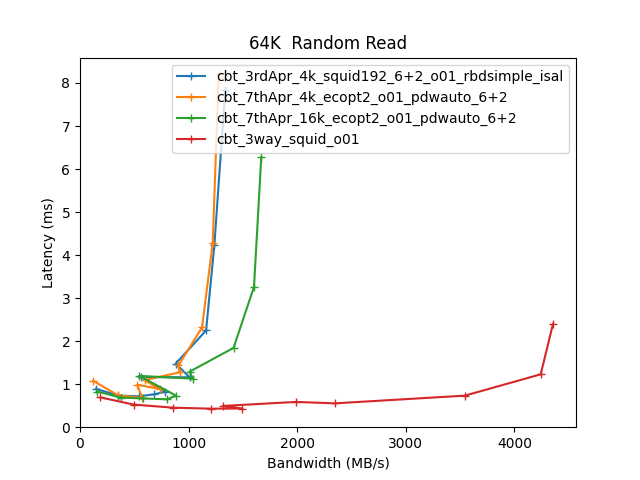 64K  Random Read
cbt_3rdApr_4k_squid192_6+2_o01_rbdsimple_isal
cbt_7thApr_4k_ecopt2_o01_pdwauto_6+2
cbt_7thApr_16k_ecopt2_o01_pdwauto_6+2
cbt_3way_squid_o01
Latency (ms)
8
7
6
5
4
3
2
1
0
0 1000 2000 3000 4000
Bandwidth (MB/s)